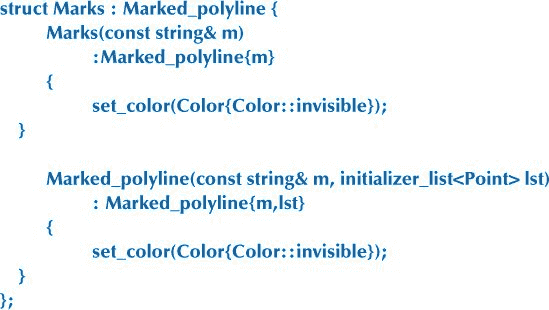 struct Marks : Marked_polyline {
Marks(const string& m)
:Marked_polyline{m}
{
set_color(Color{Color::invisible});
}
Marked_polyline(const string& m, initializer_list<Point> lst)
: Marked_polyline{m,lst}
{
set_color(Color{Color::invisible});
}
};